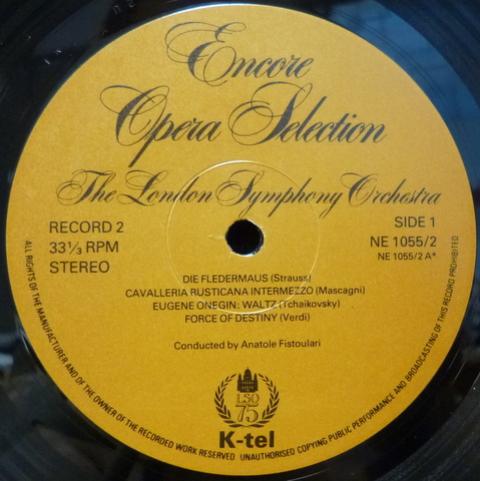 Encore
Opera Selection
The London Symphony Orchestra
RECORD 2
33⅓ RPM
STEREO
SIDE 1
NE 1055/2
NE 1055/2 A*
DIE FLEDERMAUS (Strauss)
CAVALLERIA RUSTICANA INTERMEZZO (Mascagni)
EUGENE ONEGIN: WALTZ (Tchaikovsky)
FORCE OF DESTINY (Verdi)
Conducted by Anatole Fistoulari
LSO
75
K-tel
ALL RIGHTS OF THE MANUFACTURER AND OF THE OWNER OF THE RECORDED WORK RESERVED UNAUTHORISED COPYING PUBLIC PERFORMANCE AND BROADCASTING OF THIS RECORD PROHIBITED